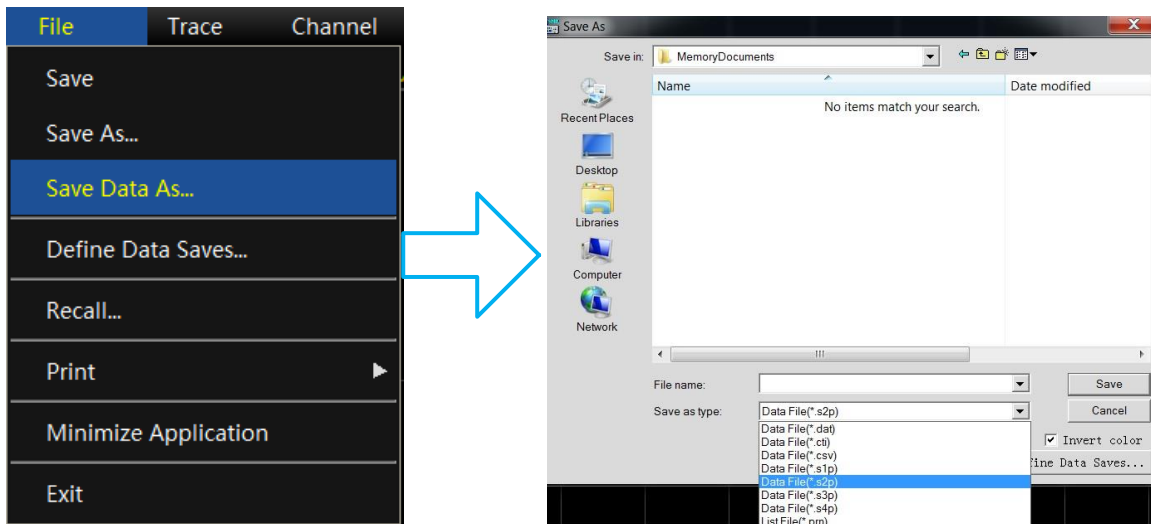 File Trace Channel
Save
Save As...
Save Data As...
Define Data Saves...
Recall...
Print
Minimize Application
Exit
Save As
Save in: MemoryDocuments
Name Date modified
No items match your search.
Recent Places
Desktop
Libraries
Computer
Network
File name: Save
Save as type: Data File(*.s2p) Cancel
Data File(*.dat)
Data File(*.cti)
Invert color
Data File(*.csv)
Data File(*.s1p)
fine Data Saves...
Data File(*.s2p)
Data File(*.s3p)
Data File(*.s4p)
List File(*.prn)